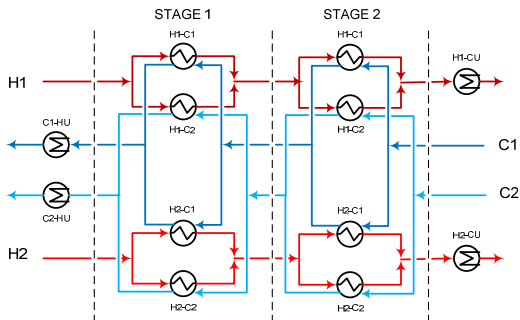 STAGE 1
STAGE 2
H1-C1
H1-C1
H1-CU
H1
H1-C2
H1-C2
C1-HU
C1
C2
C2-HU
H2-C1
H2-C1
H2-CU
H2
H2-C2
H2-C2